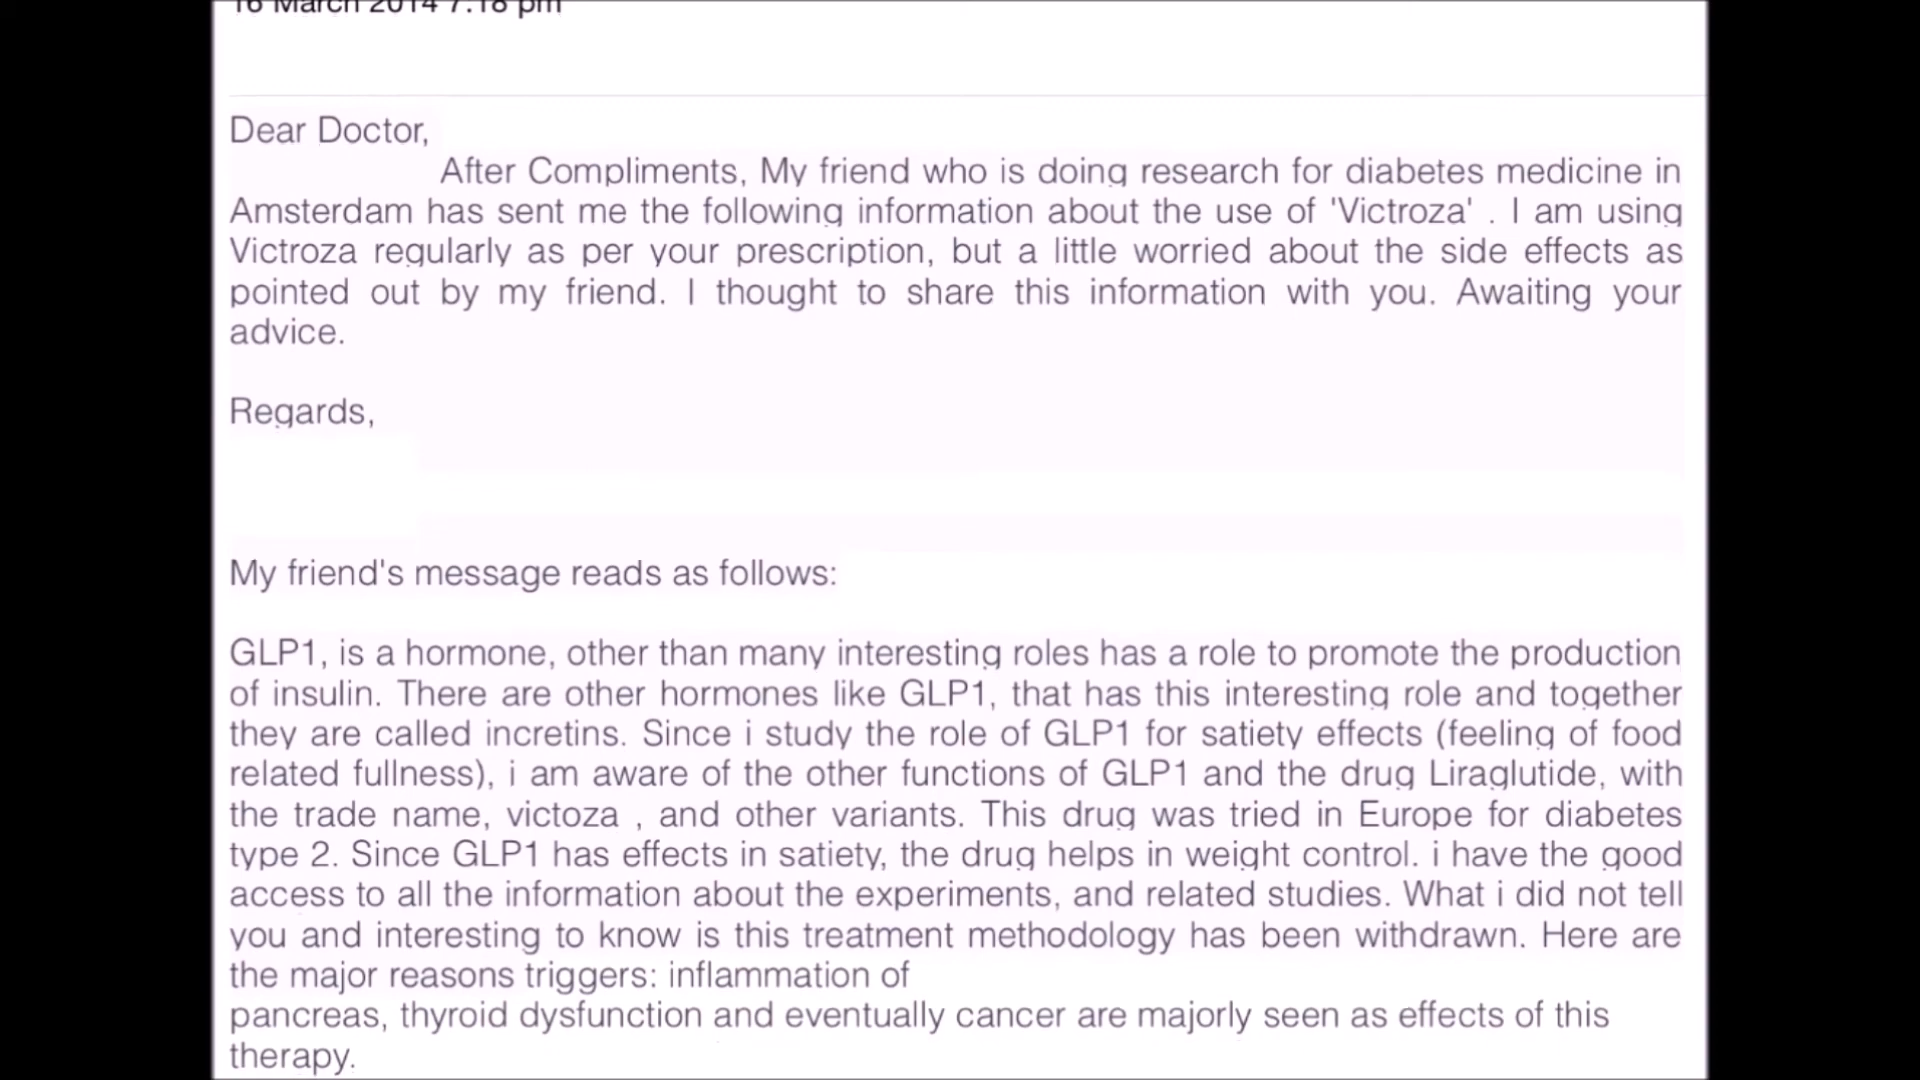 16 March 2014 7:18 pm
Dear Doctor,
After Compliments, My friend who is doing research for diabetes medicine in
Amsterdam has sent me the following information about the use of 'Victroza' . I am using
Victroza regularly as per your prescription, but a little worried about the side effects as
pointed out by my friend. I thought to share this information with you. Awaiting your
advice.
Regards,
My friend's message reads as follows:
GLP1, is a hormone, other than many interesting roles has a role to promote the production
of insulin. There are other hormones like GLP1, that has this interesting role and together
they are called incretins. Since i study the role of GLP1 for satiety effects (feeling of food
related fullness), i am aware of the other functions of GLP1 and the drug Liraglutide, with
the trade name, victoza , and other variants. This drug was tried in Europe for diabetes
type 2. Since GLP1 has effects in satiety, the drug helps in weight control. i have the good
access to all the information about the experiments, and related studies. What i did not tell
you and interesting to know is this treatment methodology has been withdrawn. Here are
the major reasons triggers: inflammation of
pancreas, thyroid dysfunction and eventually cancer are majorly seen as effects of this
therapy.